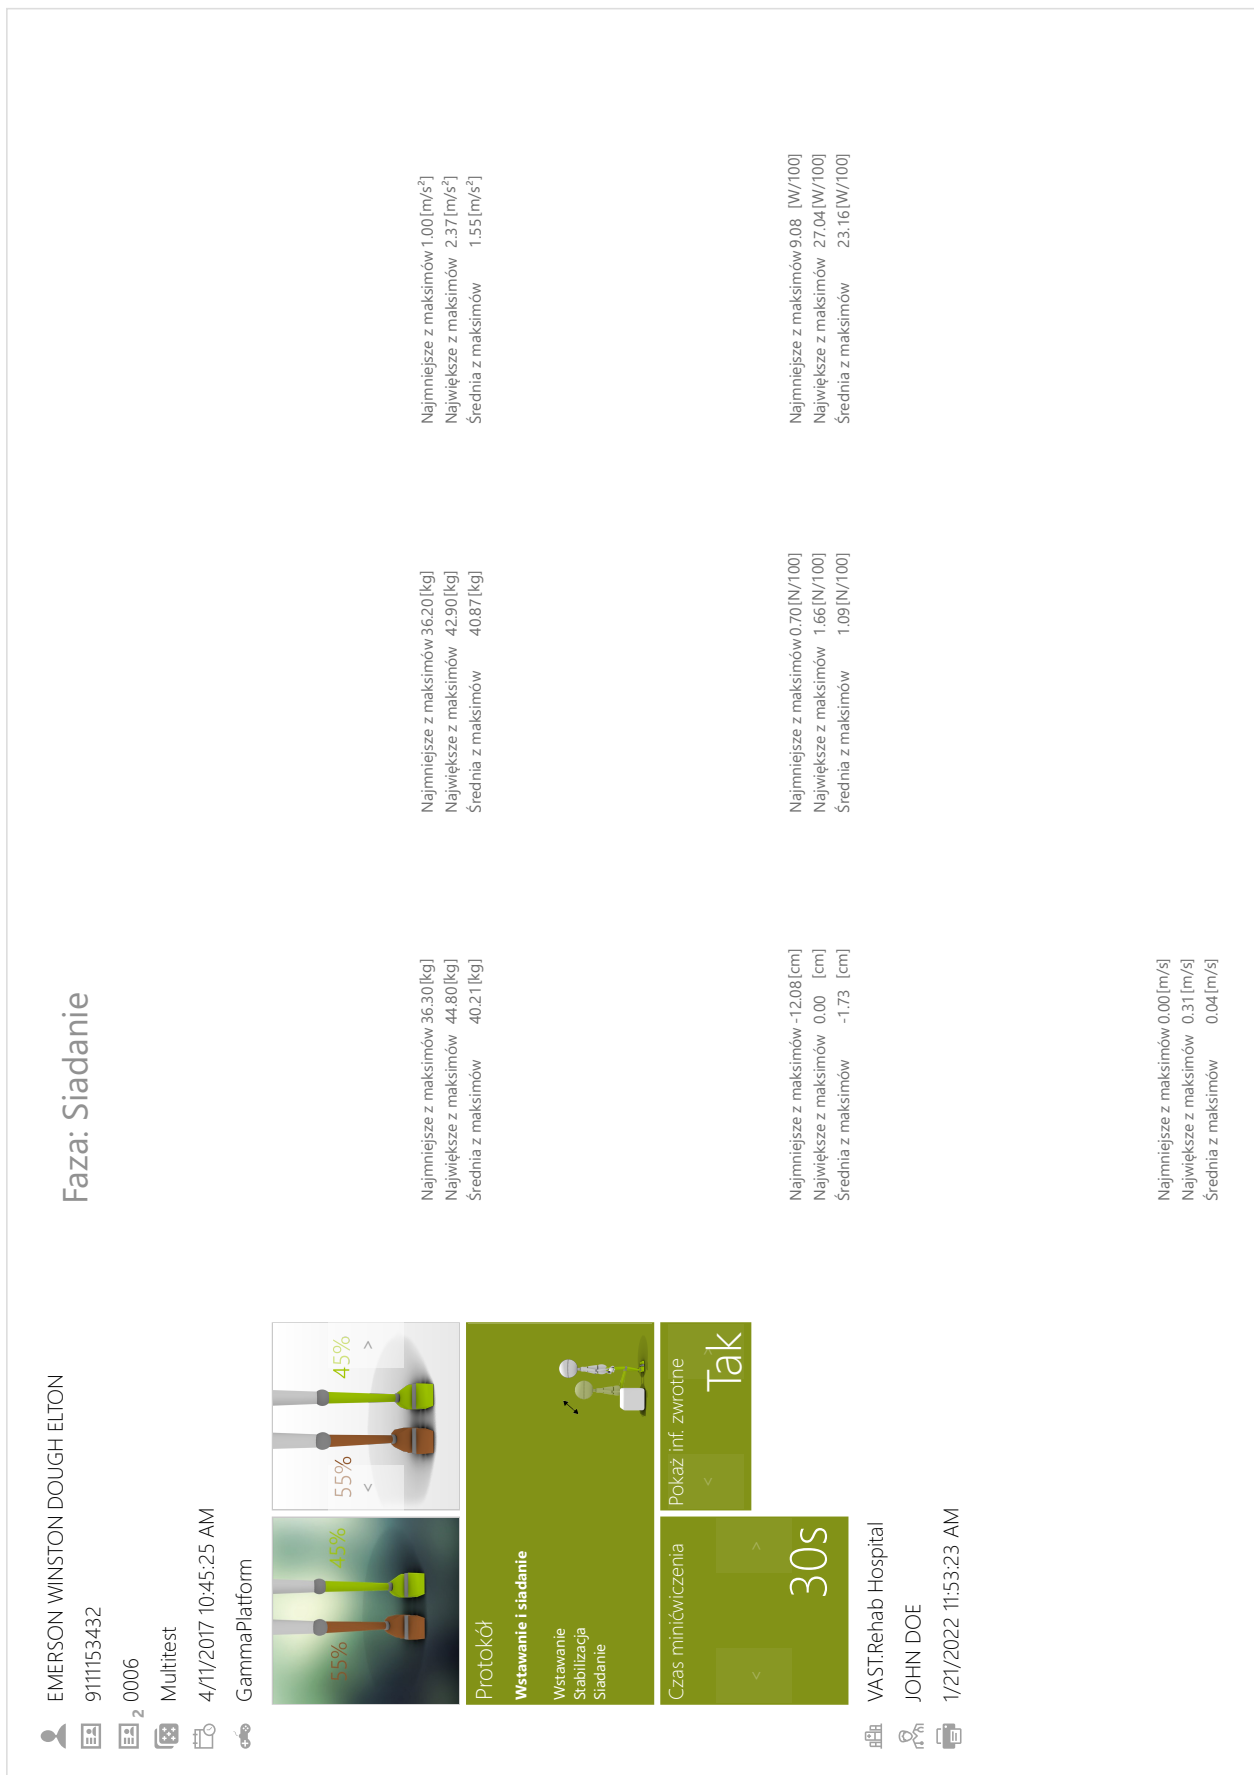 EMERSON WINSTON DOUGH ELTON
9111153432
2
0006
Multitest
4/11/2017 10:45:25 AM
GammaPlatform
55%
45%
55%
45%
<
>
Protokół
Wstawanie i siadanie
Wstawanie
Stabilizacja
Siadanie
Czas minićwiczenia
<
>
30s
Pokaż inf. zwrotne
<
>
Tak
VAST.Rehab Hospital
JOHN DOE
1/21/2022 11:53:23 AM
Faza: Siadanie
Najmniejsze z maksimów 36.30 [kg]
Największe z maksimów 44.80 [kg]
Średnia z maksimów 40.21 [kg]
Najmniejsze z maksimów 36.20 [kg]
Największe z maksimów 42.90 [kg]
Średnia z maksimów 40.87 [kg]
Najmniejsze z maksimów 1.00 [m/s²]
Największe z maksimów 2.37 [m/s²]
Średnia z maksimów 1.55 [m/s²]
Najmniejsze z maksimów -12.08 [cm]
Największe z maksimów 0.00 [cm]
Średnia z maksimów -1.73 [cm]
Najmniejsze z maksimów 0.70 [N/100]
Największe z maksimów 1.66 [N/100]
Średnia z maksimów 1.09 [N/100]
Najmniejsze z maksimów 9.08 [W/100]
Największe z maksimów 27.04 [W/100]
Średnia z maksimów 23.16 [W/100]
Najmniejsze z maksimów 0.00 [m/s]
Największe z maksimów 0.31 [m/s]
Średnia z maksimów 0.04 [m/s]